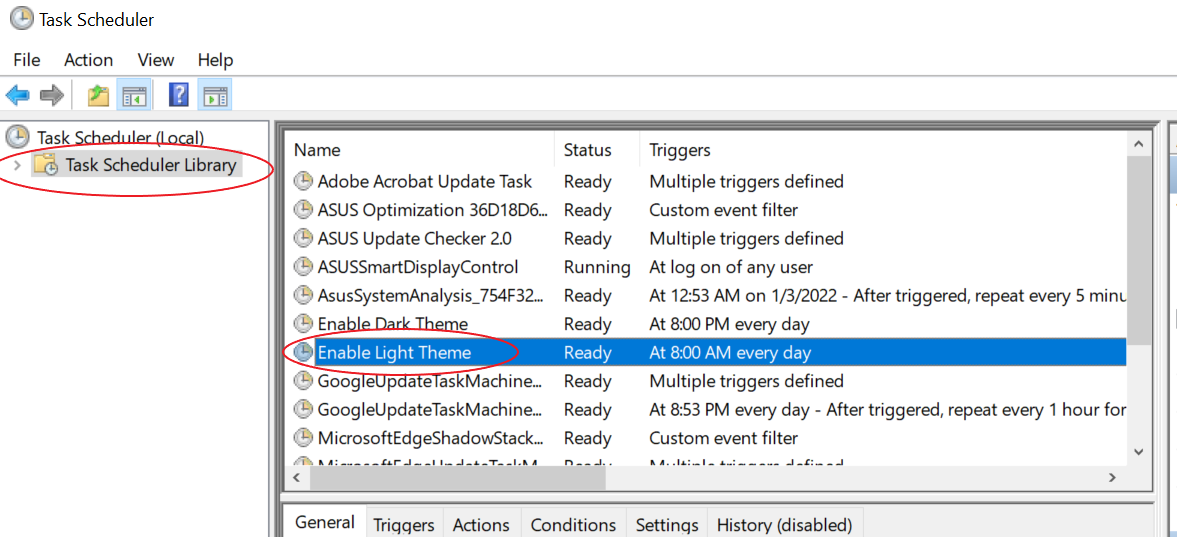 Task Scheduler
File Action View Help
Task Scheduler (Local)
Task Scheduler Library
Name Status Triggers
Adobe Acrobat Update Task Ready Multiple triggers defined
ASUS Optimization 36D18D6... Ready Custom event filter
ASUS Update Checker 2.0 Ready Multiple triggers defined
ASUSSmartDisplayControl Running At log on of any user
AsusSystemAnalysis_754F32... Ready At 12:53 AM on 1/3/2022 - After triggered, repeat every 5 minu
Enable Dark Theme Ready At 8:00 PM every day
Enable Light Theme Ready At 8:00 AM every day
GoogleUpdateTaskMachine... Ready Multiple triggers defined
GoogleUpdateTaskMachine... Ready At 8:53 PM every day - After triggered, repeat every 1 hour for
MicrosoftEdgeShadowStack... Ready Custom event filter
MicrosoftEdgeUpdateTaskM... Ready Multiple triggers defined
General Triggers Actions Conditions Settings History (disabled)